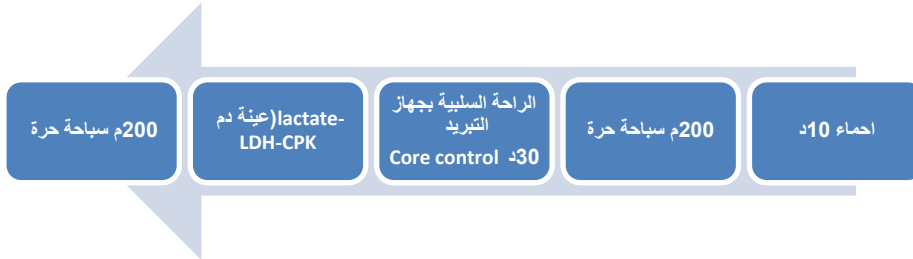 احماء 10د
200م سباحة حرة
الراحة السلبية بجهاز
التبريد
30د Core control
lactate-)عينة دم
LDH-CPK
200م سباحة حرة